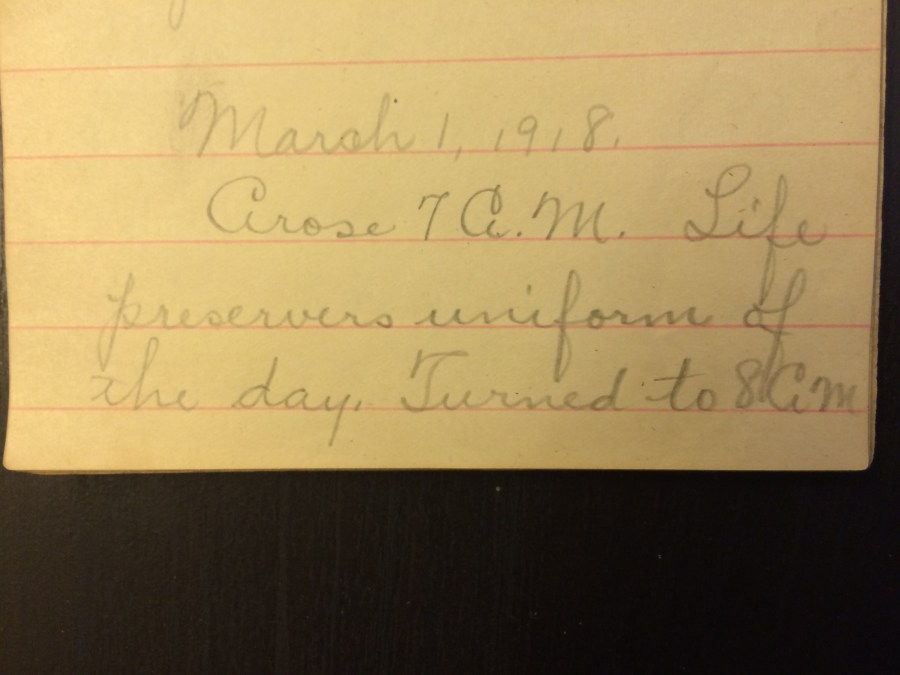 March 1, 1918.
Arose 7 A.M. Life
preservers uniform of
the day. Turned to 8 A M